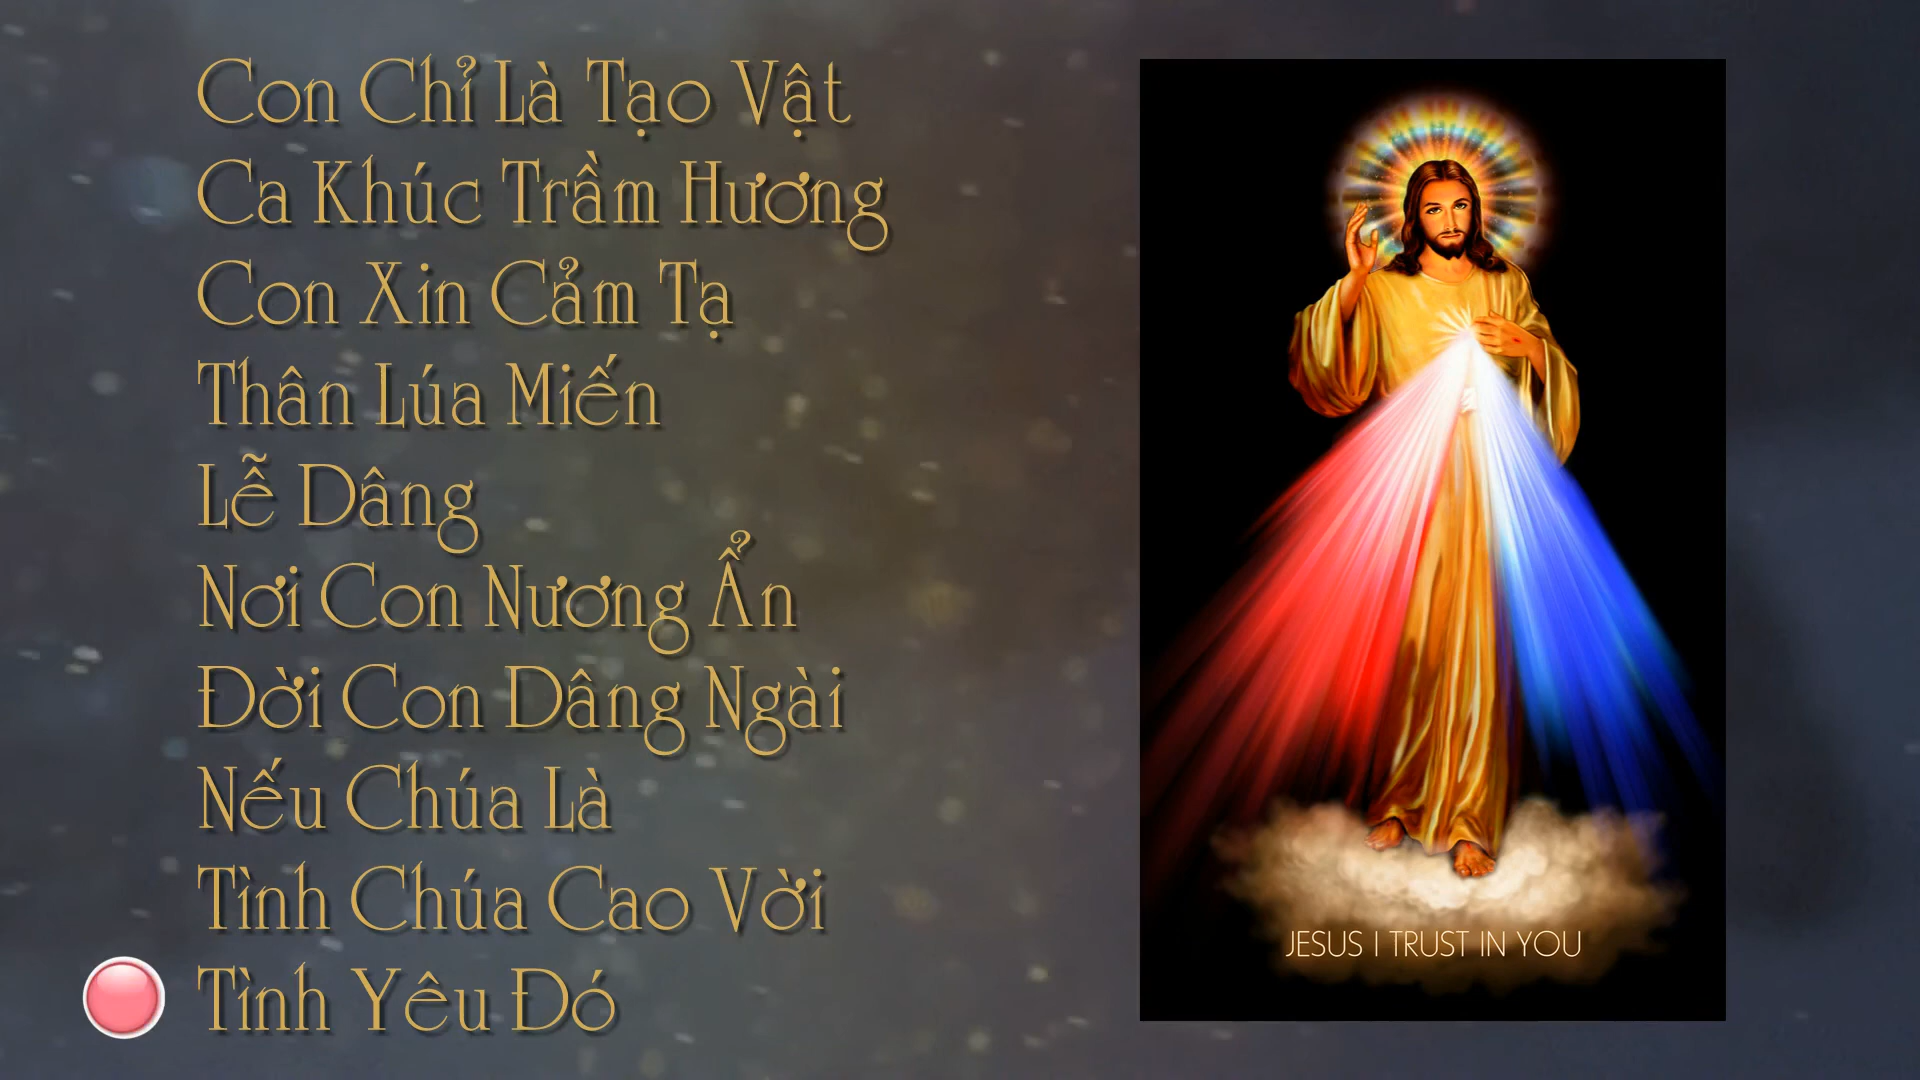 Con Chỉ Là Tạo Vật
Ca Khúc Trầm Hương
Con Xin Cảm Tạ
Thân Lúa Miến
Lễ Dâng
Nơi Con Nương Ẩn
Đời Con Dâng Ngài
Nếu Chúa Là
Tình Chúa Cao Vời
Tình Yêu Đó
JESUS I TRUST IN YOU